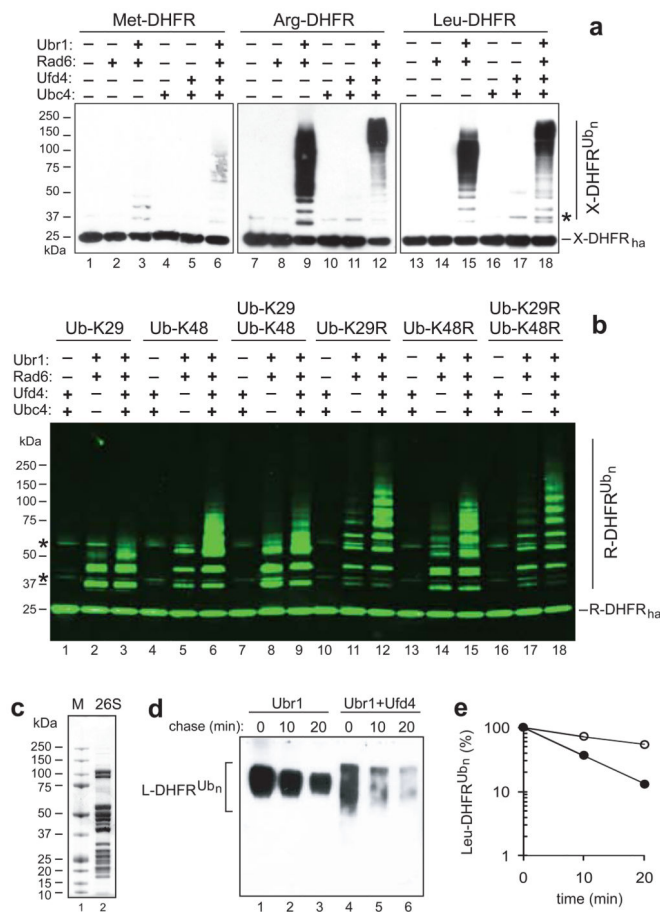 Met-DHFR Arg-DHFR Leu-DHFR a
Ubr1: – – + – – + – – + – – + – – + – – +
Rad6: – + + – – + – + + – – + – + + – – +
Ufd4: – – – – + + – – – – + + – – – – + +
Ubc4: – – – + + + – – – + + + – – – + + +
250
150
100
75
50
37
25
kDa
X-DHFR^Ubn
*
X-DHFRha
1 2 3 4 5 6 7 8 9 10 11 12 13 14 15 16 17 18
b
Ub-K29 Ub-K48 Ub-K29 Ub-K48 Ub-K29R Ub-K48R Ub-K29R Ub-K48R
Ubr1: – + + – + + – + + – + + – + + – + +
Rad6: – + + – + + – + + – + + – + + – + +
Ufd4: + – + + – + + – + + – + + – + + – +
Ubc4: + – + + – + + – + + – + + – + + – +
kDa
250
150
100
75
*
50
*
37
25
R-DHFR^Ubn
R-DHFRha
1 2 3 4 5 6 7 8 9 10 11 12 13 14 15 16 17 18
c
M 26S
kDa
250
150
100
75
50
37
25
20
15
10
1 2
d
Ubr1 Ubr1+Ufd4
chase (min): 0 10 20 0 10 20
L-DHFR^Ubn
1 2 3 4 5 6
e
Leu-DHFR^Ubn (%)
100
10
1
0 10 20
time (min)